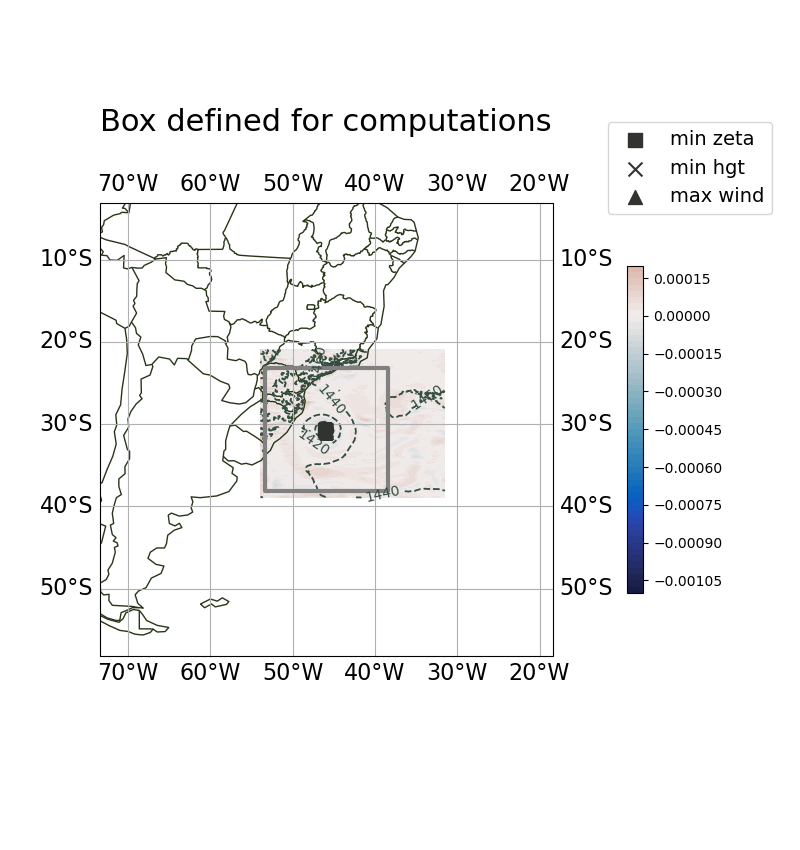 Box defined for computations
min zeta
min hgt
max wind
70°W 60°W 50°W 40°W 30°W 20°W
10°S 10°S
20°S 20°S
30°S 30°S
40°S 40°S
50°S 50°S
70°W 60°W 50°W 40°W 30°W 20°W
1440
1420
1460
1440
0.00015
0.00000
−0.00015
−0.00030
−0.00045
−0.00060
−0.00075
−0.00090
−0.00105